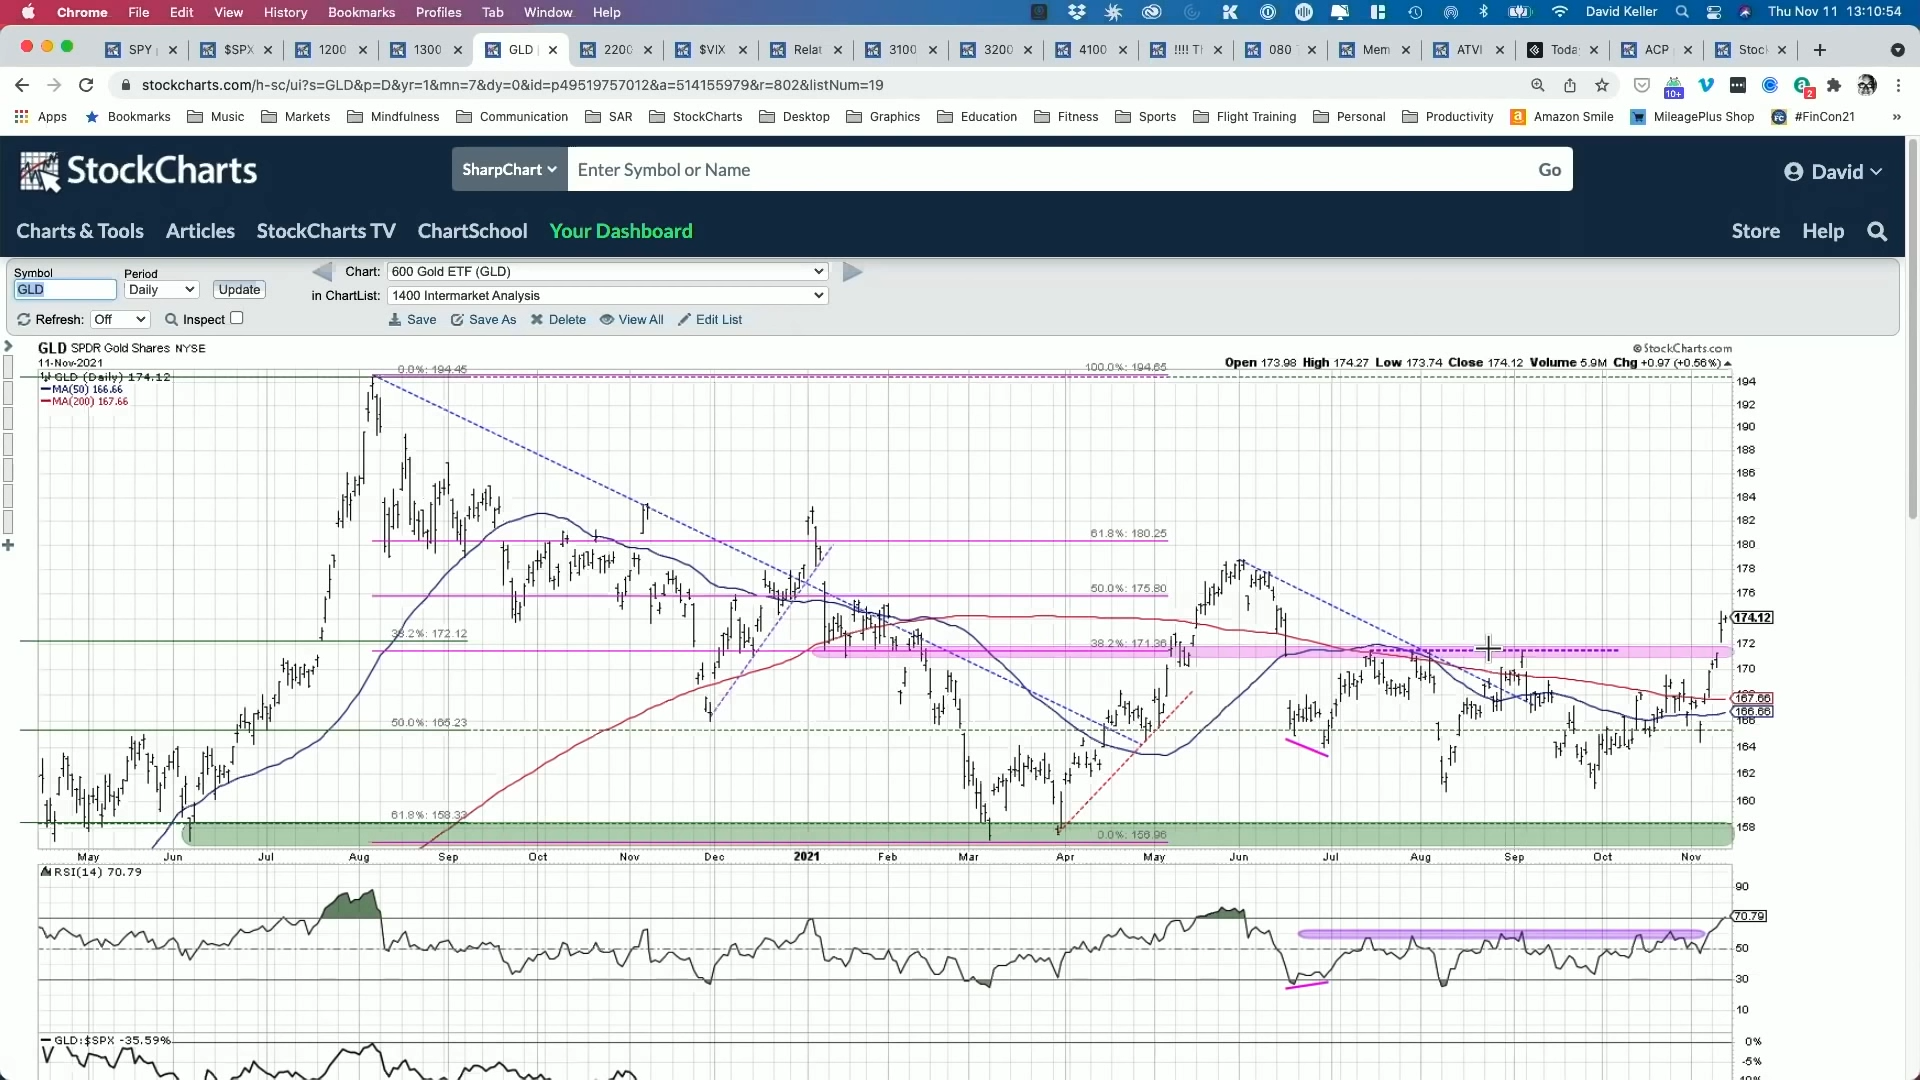 Chrome File Edit View History Bookmarks Profiles Tab Window Help David Keller Thu Nov 11 13:10:54
SPY $SPX 1200 1300 GLD 2200 $VIX Relat 3100 3200 4100 !!!! T 080 Mem ATVI Toda ACP Stoc
stockcharts.com/h-sc/ui?s=GLD&p=D&yr=1&mn=7&dy=0&id=p49519757012&a=514155979&r=802&listNum=19
10+ 2
Apps Bookmarks Music Markets Mindfulness Communication SAR StockCharts Desktop Graphics Education Fitness Sports Flight Training Personal Productivity Amazon Smile MileagePlus Shop #FinCon21 »
StockCharts SharpChart Enter Symbol or Name Go David
Charts & Tools Articles StockCharts TV ChartSchool Your Dashboard Store Help
Symbol Period Chart: 600 Gold ETF (GLD)
GLD Daily Update in ChartList: 1400 Intermarket Analysis
Refresh: Off Inspect Save Save As Delete View All Edit List
GLD SPDR Gold Shares NYSE ©StockCharts.com
11-Nov-2021 Open 173.98 High 174.27 Low 173.74 Close 174.12 Volume 5.9M Chg +0.97 (+0.56%)
GLD (Daily) 174.12
MA(50) 166.66
MA(200) 167.66
0.0%: 194.45
100.0%: 194.65
61.8%: 180.25
50.0%: 175.80
38.2%: 172.12
38.2%: 171.36
50.0%: 165.23
61.8%: 158.33
0.0%: 156.96
194
192
190
188
186
184
182
180
178
176
174.12
172
170
167.66
166.66
166
164
162
160
158
May Jun Jul Aug Sep Oct Nov Dec 2021 Feb Mar Apr May Jun Jul Aug Sep Oct Nov
RSI(14) 70.79
90
70.79
50
30
10
GLD:$SPX -35.59%
0%
-5%